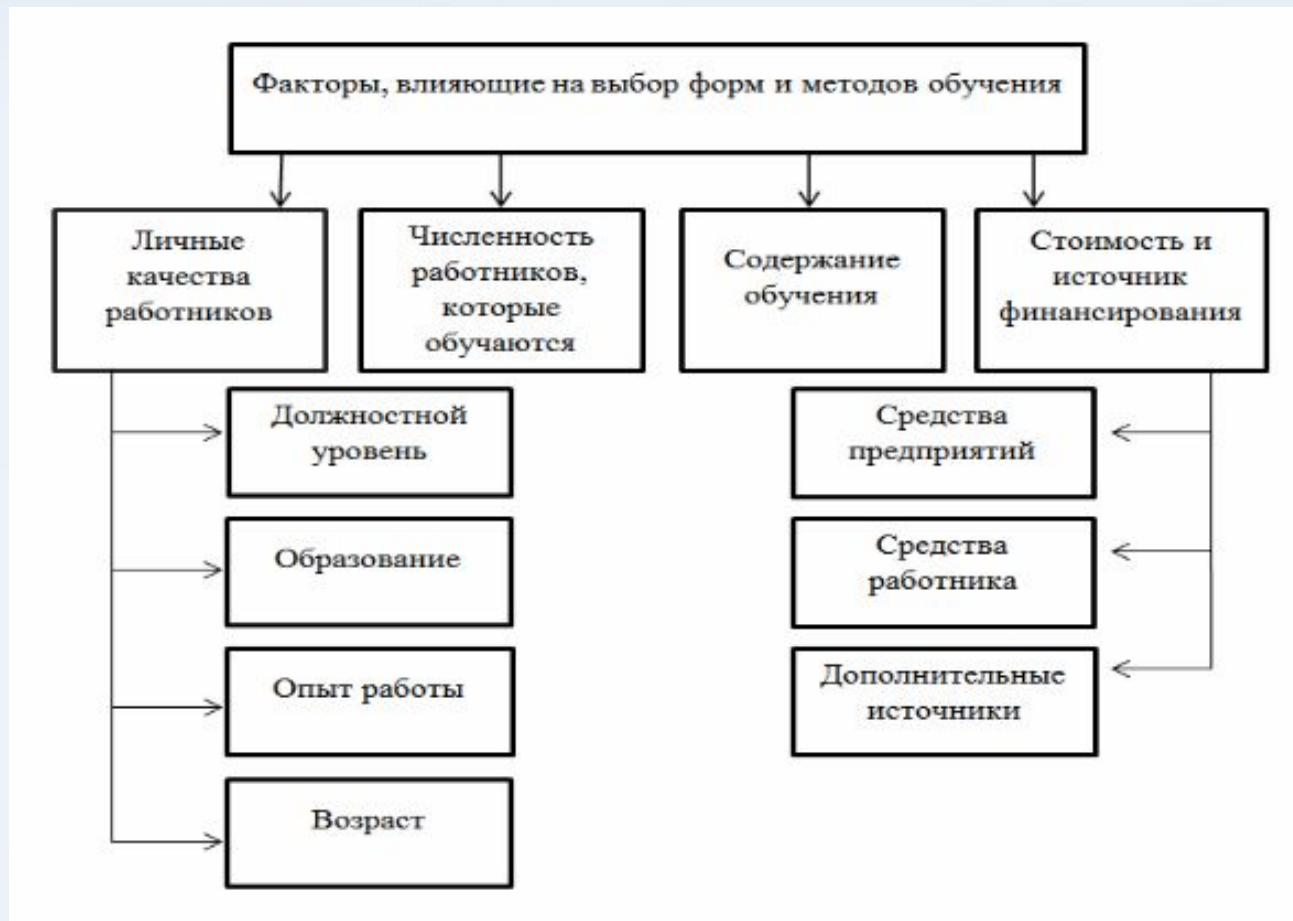 Факторы, влияющие на выбор форм и методов обучения
Личные
качества
работников
Численность
работников,
которые
обучаются
Содержание
обучения
Стоимость и
источник
финансирования
Должностной
уровень
Образование
Опыт работы
Возраст
Средства
предприятий
Средства
работника
Дополнительные
источники